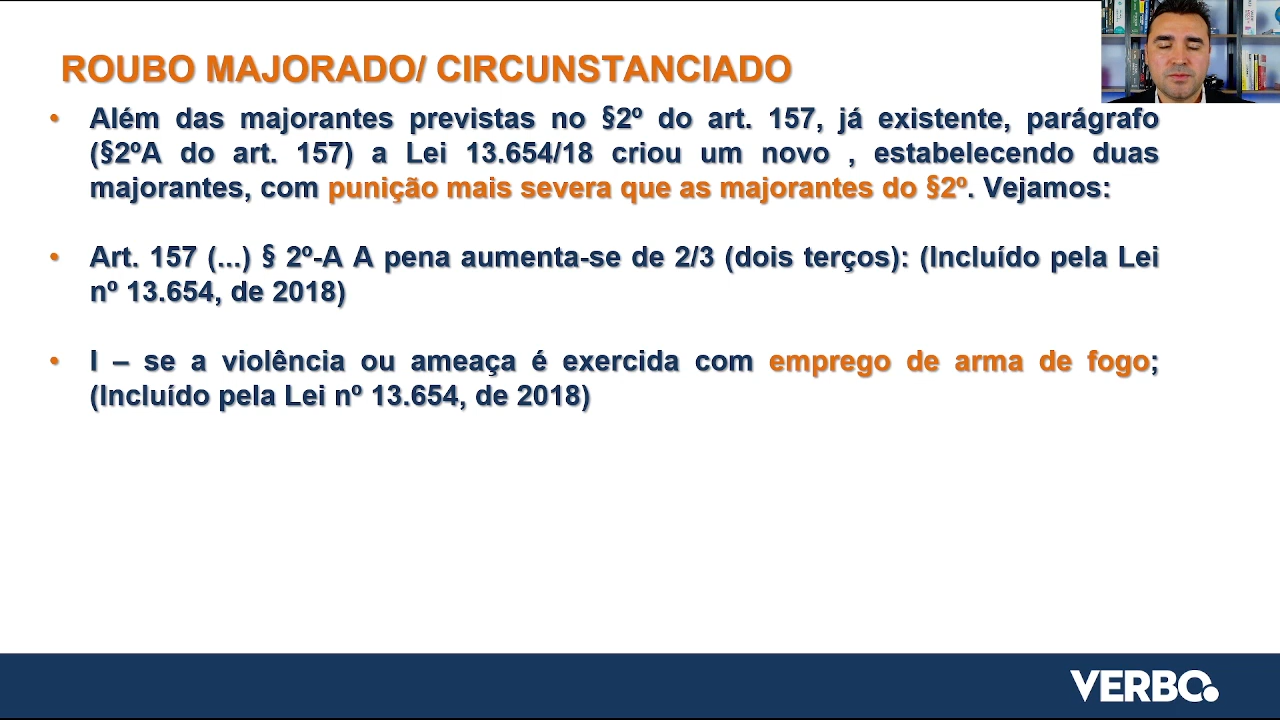 ROUBO MAJORADO/ CIRCUNSTANCIADO
• Além das majorantes previstas no §2º do art. 157, já existente, parágrafo
(§2ºA do art. 157) a Lei 13.654/18 criou um novo , estabelecendo duas
majorantes, com punição mais severa que as majorantes do §2º. Vejamos:
• Art. 157 (...) § 2º-A A pena aumenta-se de 2/3 (dois terços): (Incluído pela Lei
nº 13.654, de 2018)
• I – se a violência ou ameaça é exercida com emprego de arma de fogo;
(Incluído pela Lei nº 13.654, de 2018)
VERBO